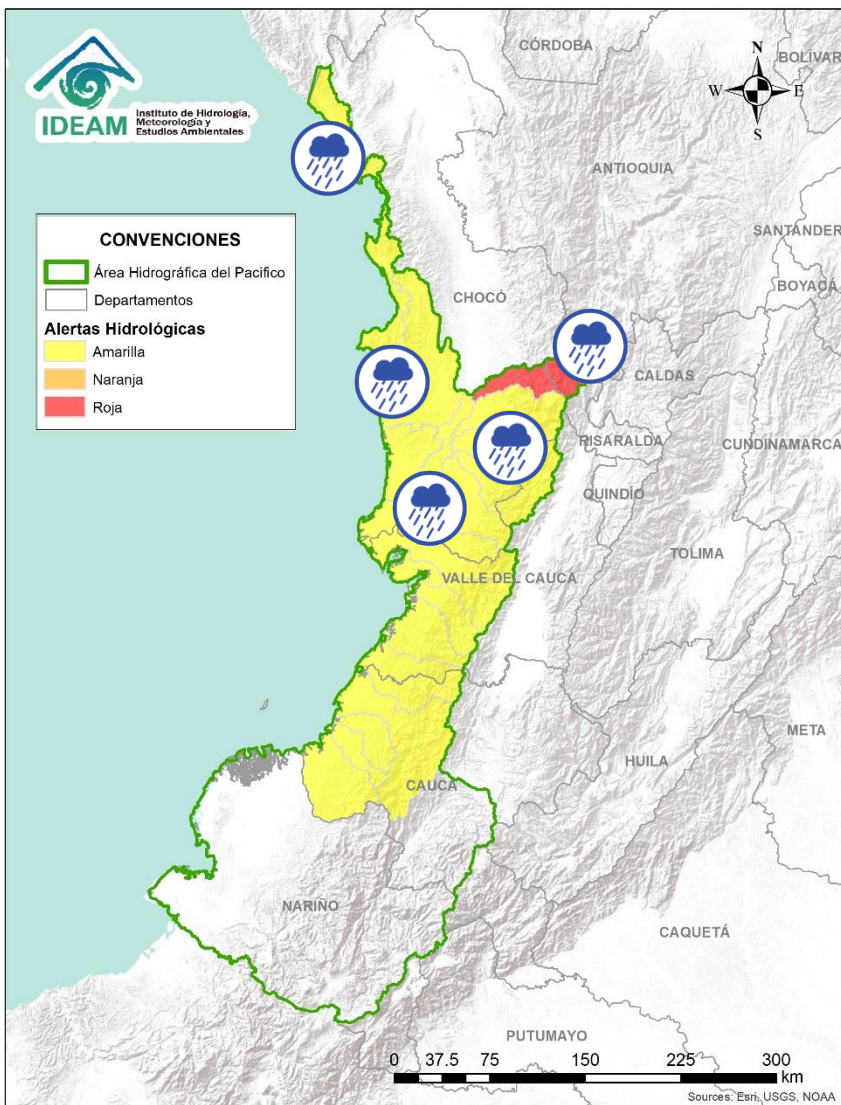 IDEAM
Instituto de Hidrología,
Meteorología y
Estudios Ambientales
CONVENCIONES
Área Hidrográfica del Pacifico
Departamentos
Alertas Hidrológicas
Amarilla
Naranja
Roja
N
W
E
S
CÓRDOBA
BOLÍVAR
ANTIOQUIA
SANTANDER
BOYACÁ
CHOCÓ
CALDAS
RISARALDA
CUNDINAMARCA
QUINDÍO
TOLIMA
VALLE DEL CAUCA
META
HUILA
CAUCA
NARIÑO
CAQUETÁ
PUTUMAYO
0 37.5 75 150 225 300
km
Sources: Esri, USGS, NOAA